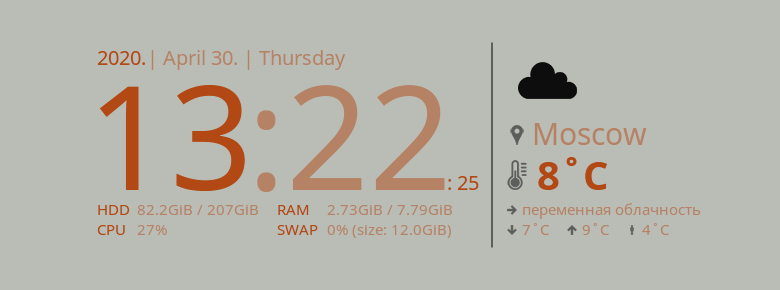 2020.| April 30. | Thursday
13:22: 25
HDD 82.2GiB / 207GiB RAM 2.73GiB / 7.79GiB
CPU 27% SWAP 0% (size: 12.0GiB)
Moscow
8°C
переменная облачность
7°C 9°C 4°C